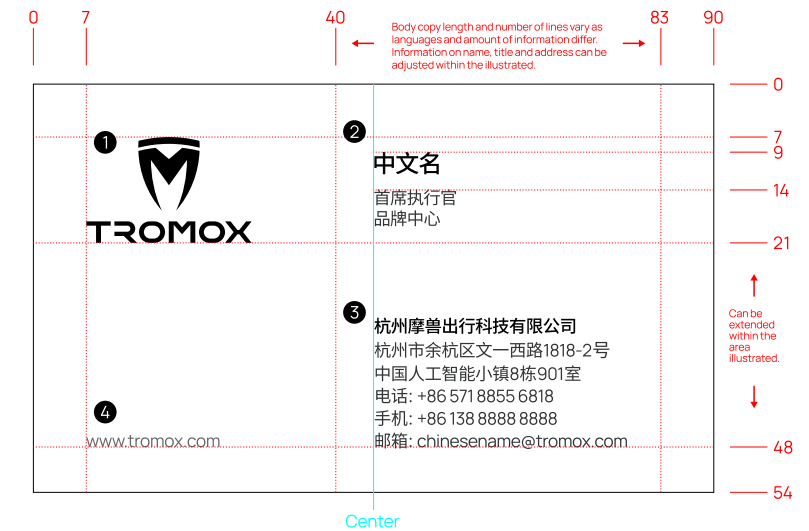 0
7
40
83
90
Body copy length and number of lines vary as
languages and amount of information differ.
Information on name, title and address can be
adjusted within the illustrated.
0
7
9
14
21
48
54
1
TROMOX
2
中文名
首席执行官
品牌中心
3
杭州摩兽出行科技有限公司
杭州市余杭区文一西路1818-2号
中国人工智能小镇8栋901室
电话: +86 571 8855 6818
手机: +86 138 8888 8888
邮箱: chinesename@tromox.com
4
www.tromox.com
Can be
extended
within the
area
illustrated.
Center